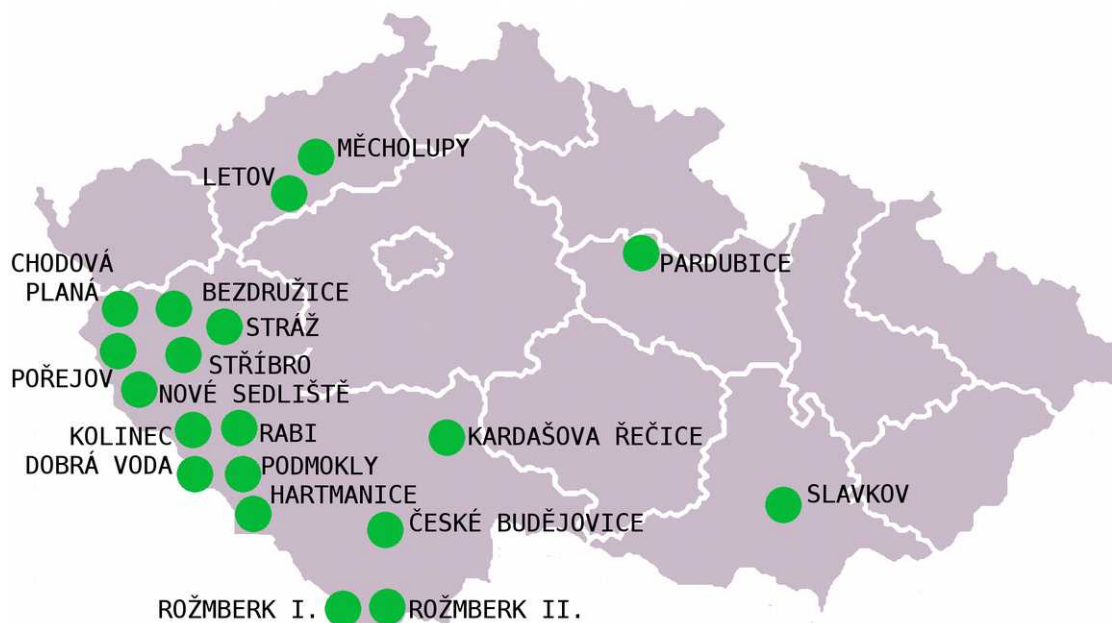 MĚCHOLUPY
LETOV
PARDUBICE
CHODOVÁ
PLANÁ
BEZDRUŽICE
STRÁŽ
STŘÍBRO
POŘEJOV
NOVÉ SEDLIŠTĚ
KOLINEC
RABI
KARDAŠOVA ŘEČICE
DOBRÁ VODA
PODMOKLY
HARTMANICE
SLAVKOV
ČESKÉ BUDĚJOVICE
ROŽMBERK I.
ROŽMBERK II.